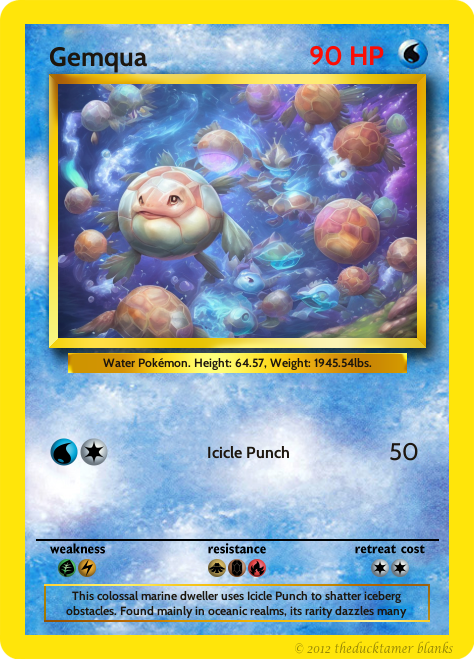 Gemqua 90 HP
Water Pokémon. Height: 64.57, Weight: 1945.54lbs.
Icicle Punch 50
weakness resistance retreat cost
This colossal marine dweller uses Icicle Punch to shatter iceberg
obstacles. Found mainly in oceanic realms, its rarity dazzles many
© 2012 theducktamer blanks